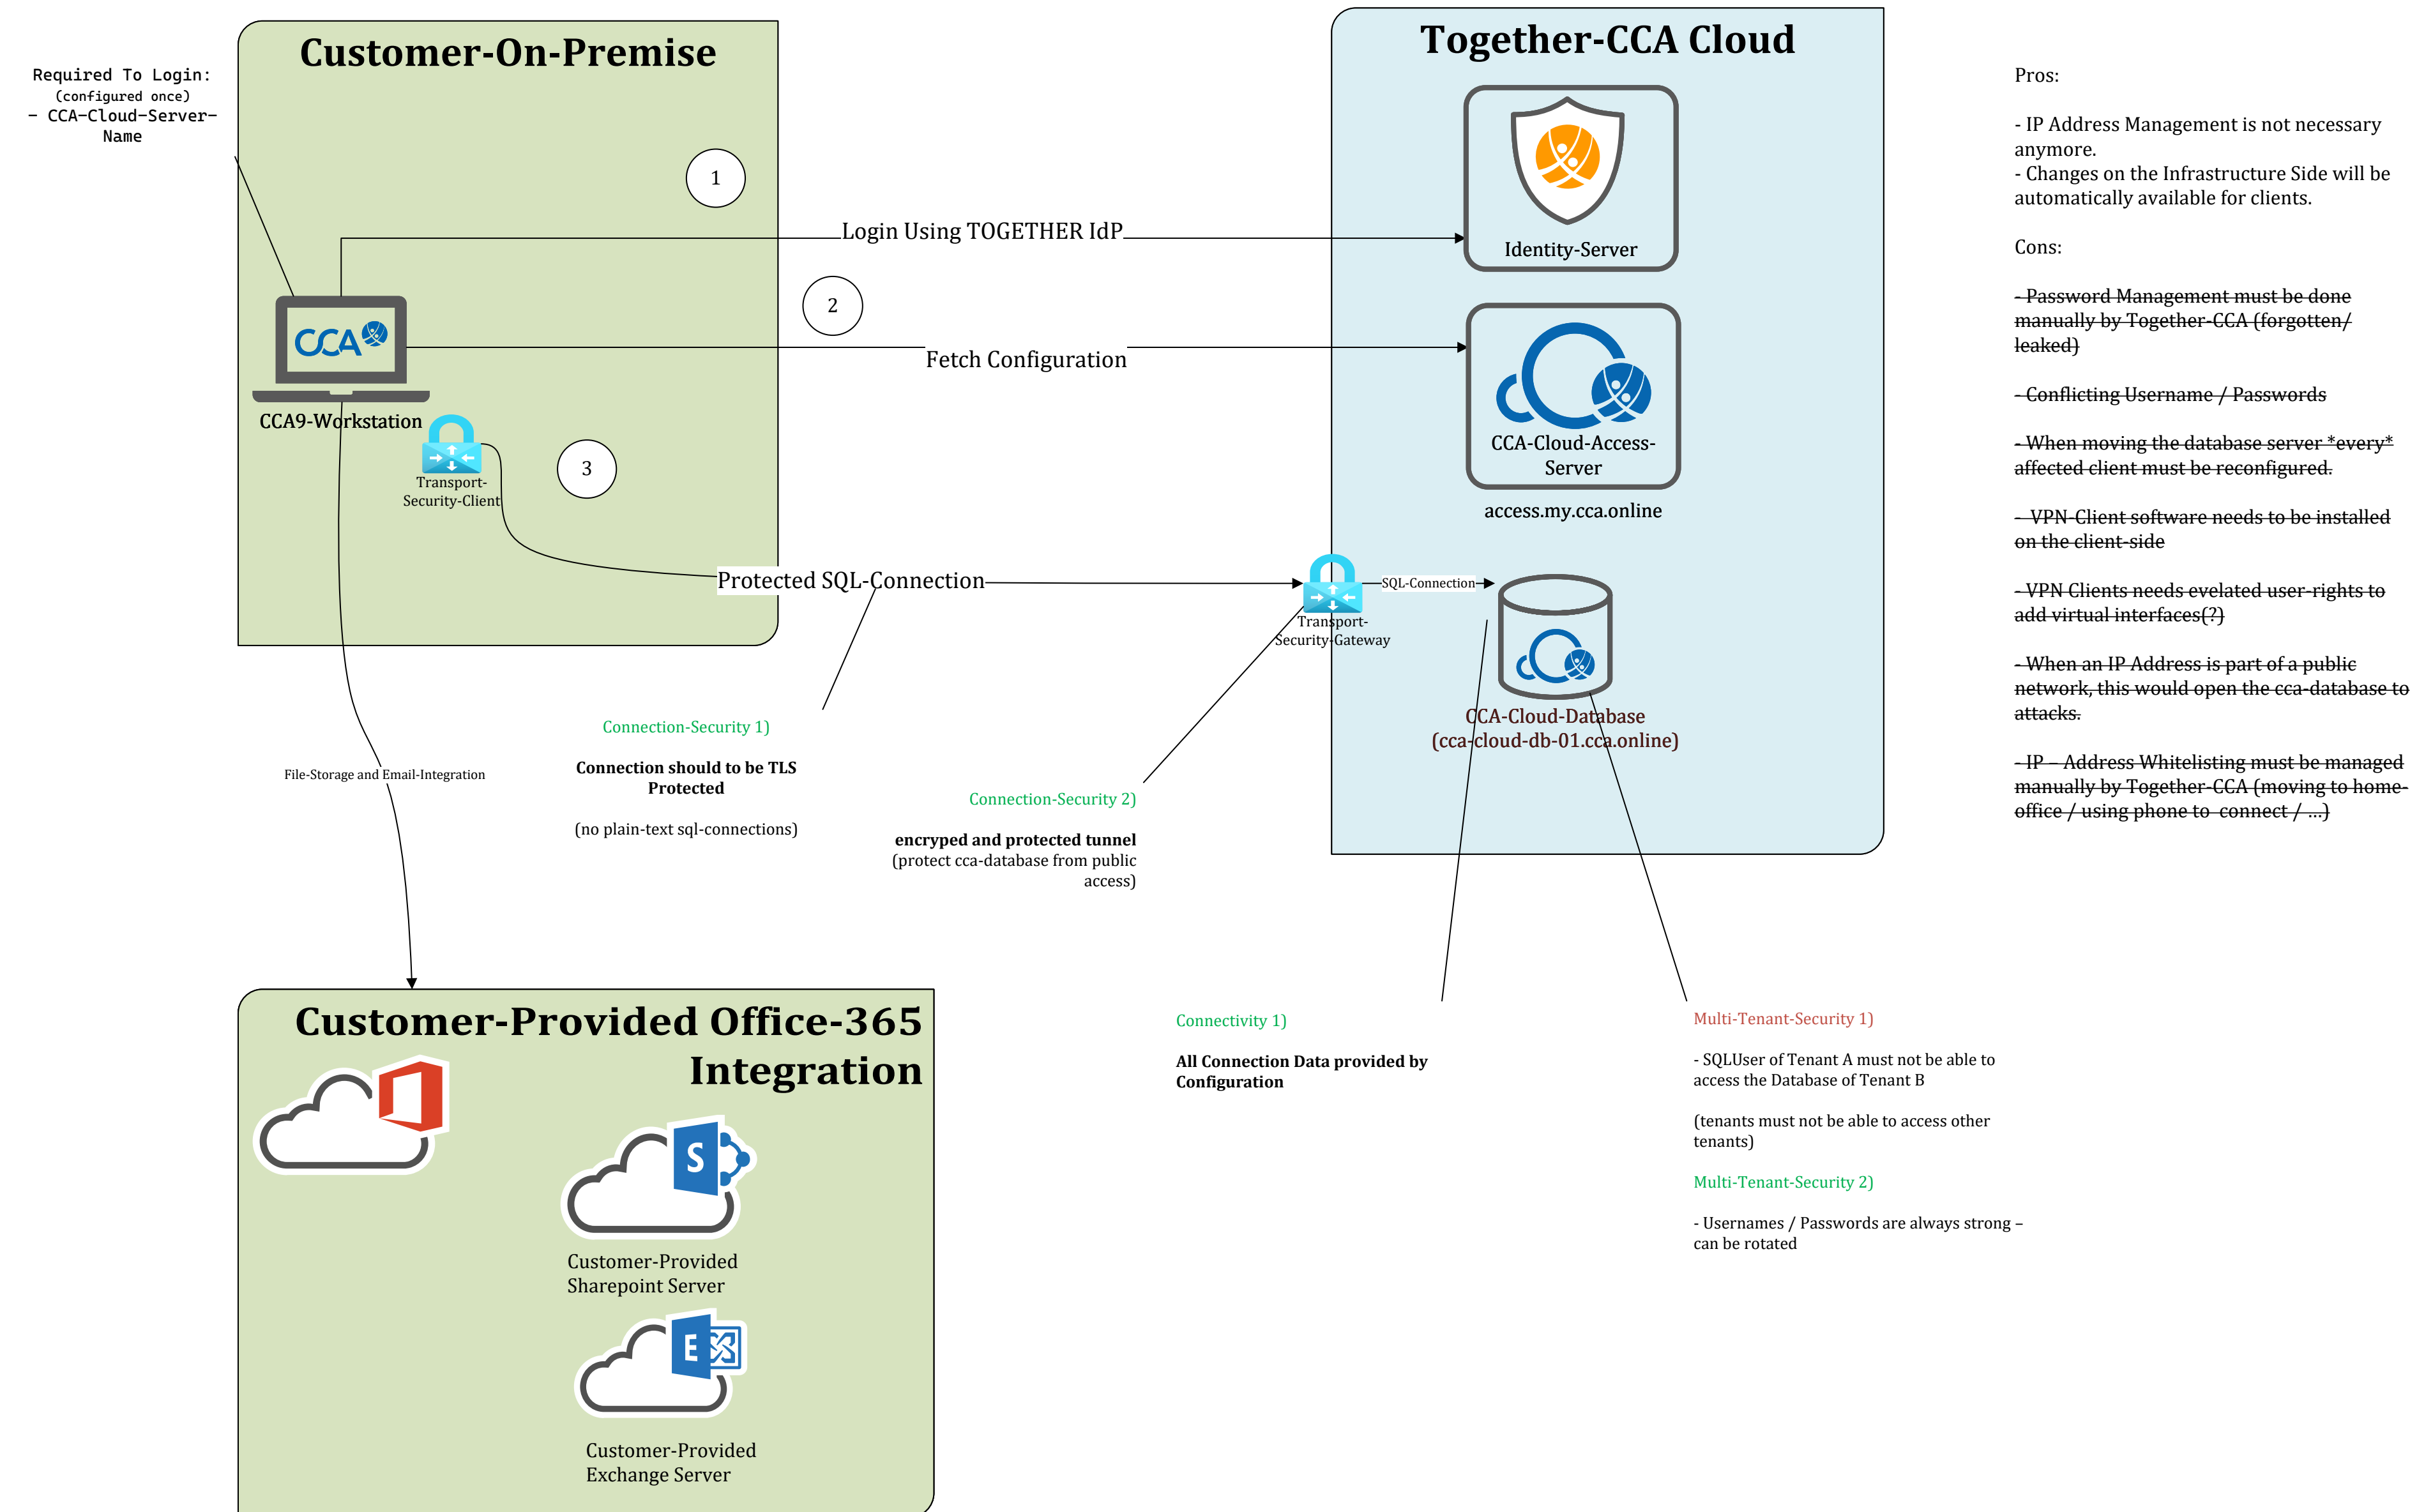 Required To Login:
(configured once)
- CCA-Cloud-Server-
Name
Customer-On-Premise
1
Login Using TOGETHER IdP
2
Fetch Configuration
CCA
CCA9-Workstation
Transport-
Security-Client
3
Protected SQL-Connection
Together-CCA Cloud
Identity-Server
CCA-Cloud-Access-
Server
access.my.cca.online
SQL-Connection
Transport-
Security-Gateway
CCA-Cloud-Database
(cca-cloud-db-01.cca.online)
Pros:
- IP Address Management is not necessary
anymore.
- Changes on the Infrastructure Side will be
automatically available for clients.
Cons:
- Password Management must be done
manually by Together-CCA (forgotten/
leaked)
- Conflicting Username / Passwords
- When moving the database server *every*
affected client must be reconfigured.
- VPN-Client software needs to be installed
on the client-side
- VPN Clients needs evelated user-rights to
add virtual interfaces(?)
- When an IP Address is part of a public
network, this would open the cca-database to
attacks.
- IP – Address Whitelisting must be managed
manually by Together-CCA (moving to home-
office / using phone to connect / ...)
File-Storage and Email-Integration
Connection-Security 1)
Connection should to be TLS
Protected
(no plain-text sql-connections)
Connection-Security 2)
encryped and protected tunnel
(protect cca-database from public
access)
Connectivity 1)
All Connection Data provided by
Configuration
Multi-Tenant-Security 1)
- SQLUser of Tenant A must not be able to
access the Database of Tenant B
(tenants must not be able to access other
tenants)
Multi-Tenant-Security 2)
- Usernames / Passwords are always strong –
can be rotated
Customer-Provided Office-365
Integration
S
Customer-Provided
Sharepoint Server
E
Customer-Provided
Exchange Server